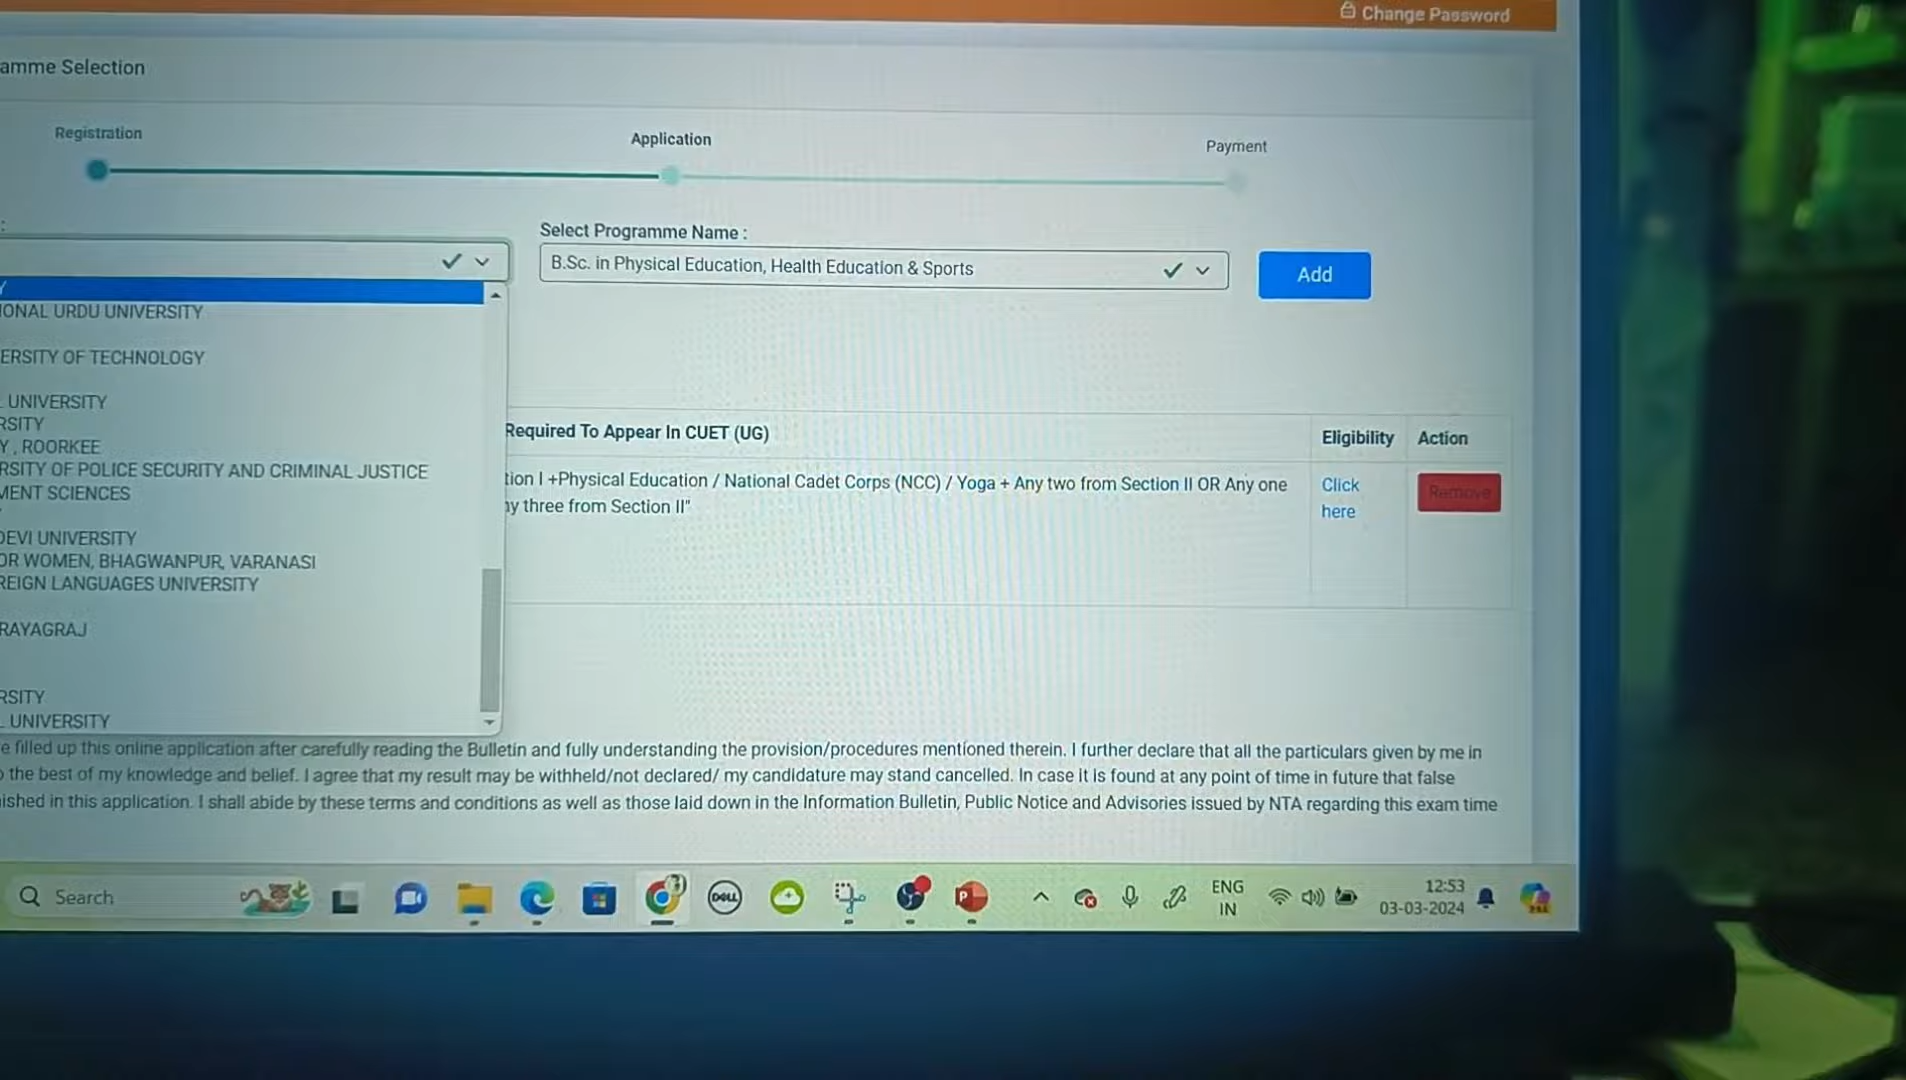 Change Password
amme Selection
Registration
Application
Payment
:
Select Programme Name :
B.Sc. in Physical Education, Health Education & Sports
Add
Y
IONAL URDU UNIVERSITY
ERSITY OF TECHNOLOGY
L UNIVERSITY
RSITY
Y , ROORKEE
RSITY OF POLICE SECURITY AND CRIMINAL JUSTICE
MENT SCIENCES
DEVI UNIVERSITY
OR WOMEN, BHAGWANPUR, VARANASI
REIGN LANGUAGES UNIVERSITY
RAYAGRAJ
RSITY
L UNIVERSITY
Required To Appear In CUET (UG)
Eligibility
Action
tion I +Physical Education / National Cadet Corps (NCC) / Yoga + Any two from Section II OR Any one
ny three from Section II"
Click
here
Remove
e filled up this online application after carefully reading the Bulletin and fully understanding the provision/procedures mentioned therein. I further declare that all the particulars given by me in
o the best of my knowledge and belief. I agree that my result may be withheld/not declared/ my candidature may stand cancelled. In case it is found at any point of time in future that false
ished in this application. I shall abide by these terms and conditions as well as those laid down in the Information Bulletin, Public Notice and Advisories issued by NTA regarding this exam time
Search
DELL
P
ENG
IN
12:53
03-03-2024